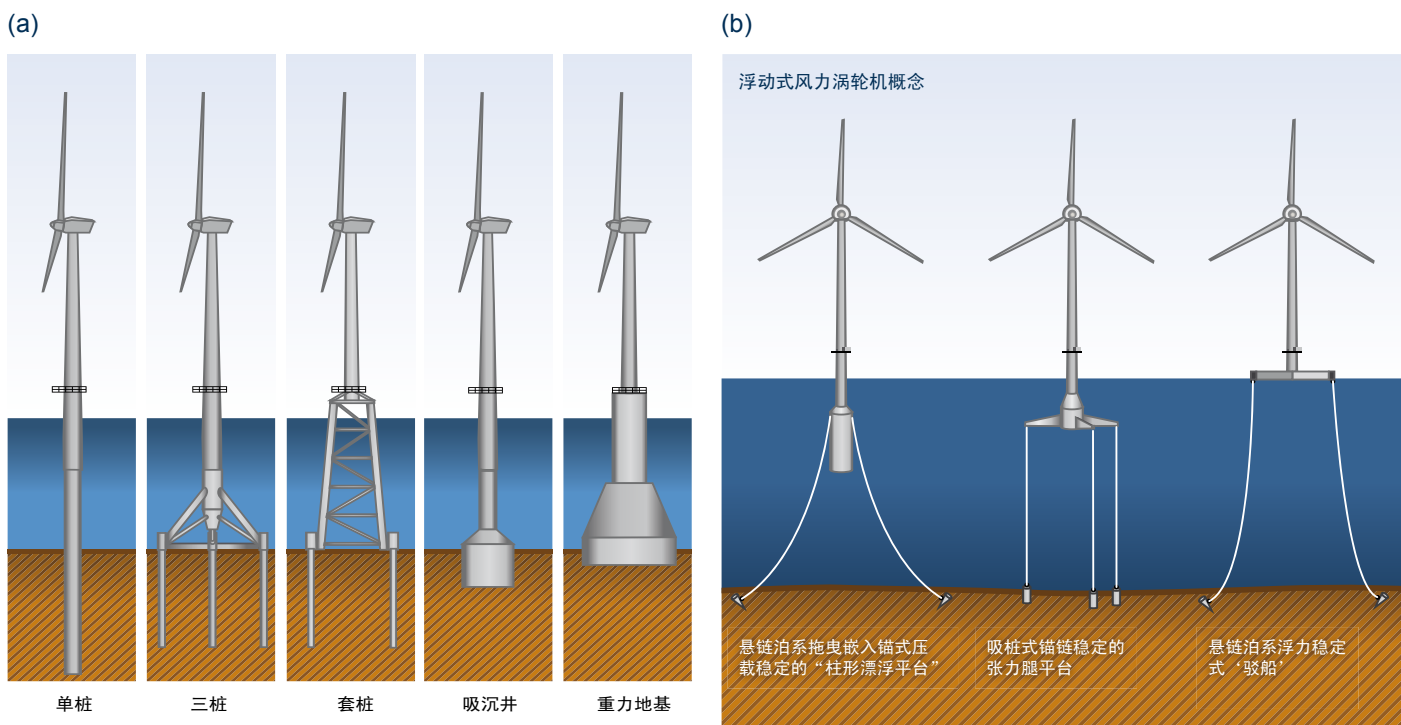 (a)
单桩
三桩
套桩
吸沉井
重力地基
(b)
浮动式风力涡轮机概念
悬链泊系拖曳嵌入锚式压
载稳定的“柱形漂浮平台”
吸桩式锚链稳定的
张力腿平台
悬链泊系浮力稳定
式‘驳船’